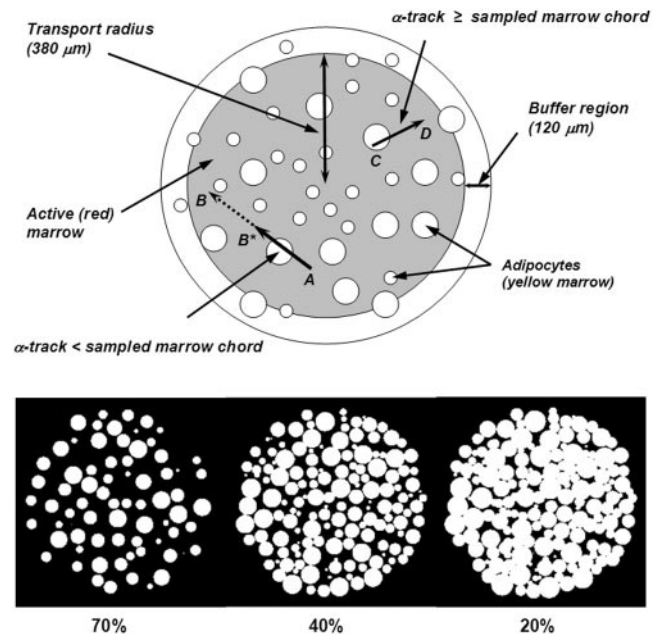 Transport radius
(380 μm)
α-track ≥ sampled marrow chord
Buffer region
(120 μm)
D
C
Active (red)
marrow
B
B*
A
Adipocytes
(yellow marrow)
α-track < sampled marrow chord
70%
40%
20%